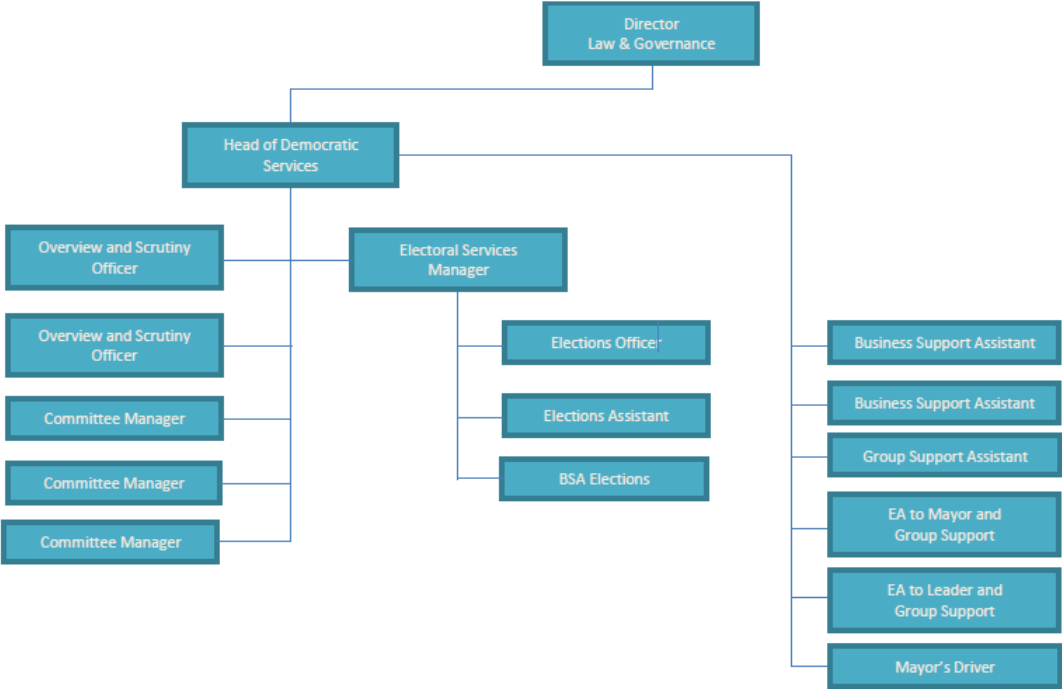 Director
Law & Governance
Head of Democratic
Services
Overview and Scrutiny
Officer
Electoral Services
Manager
Overview and Scrutiny
Officer
Elections Officer
Business Support Assistant
Committee Manager
Elections Assistant
Business Support Assistant
Group Support Assistant
Committee Manager
BSA Elections
EA to Mayor and
Group Support
Committee Manager
EA to Leader and
Group Support
Mayor's Driver